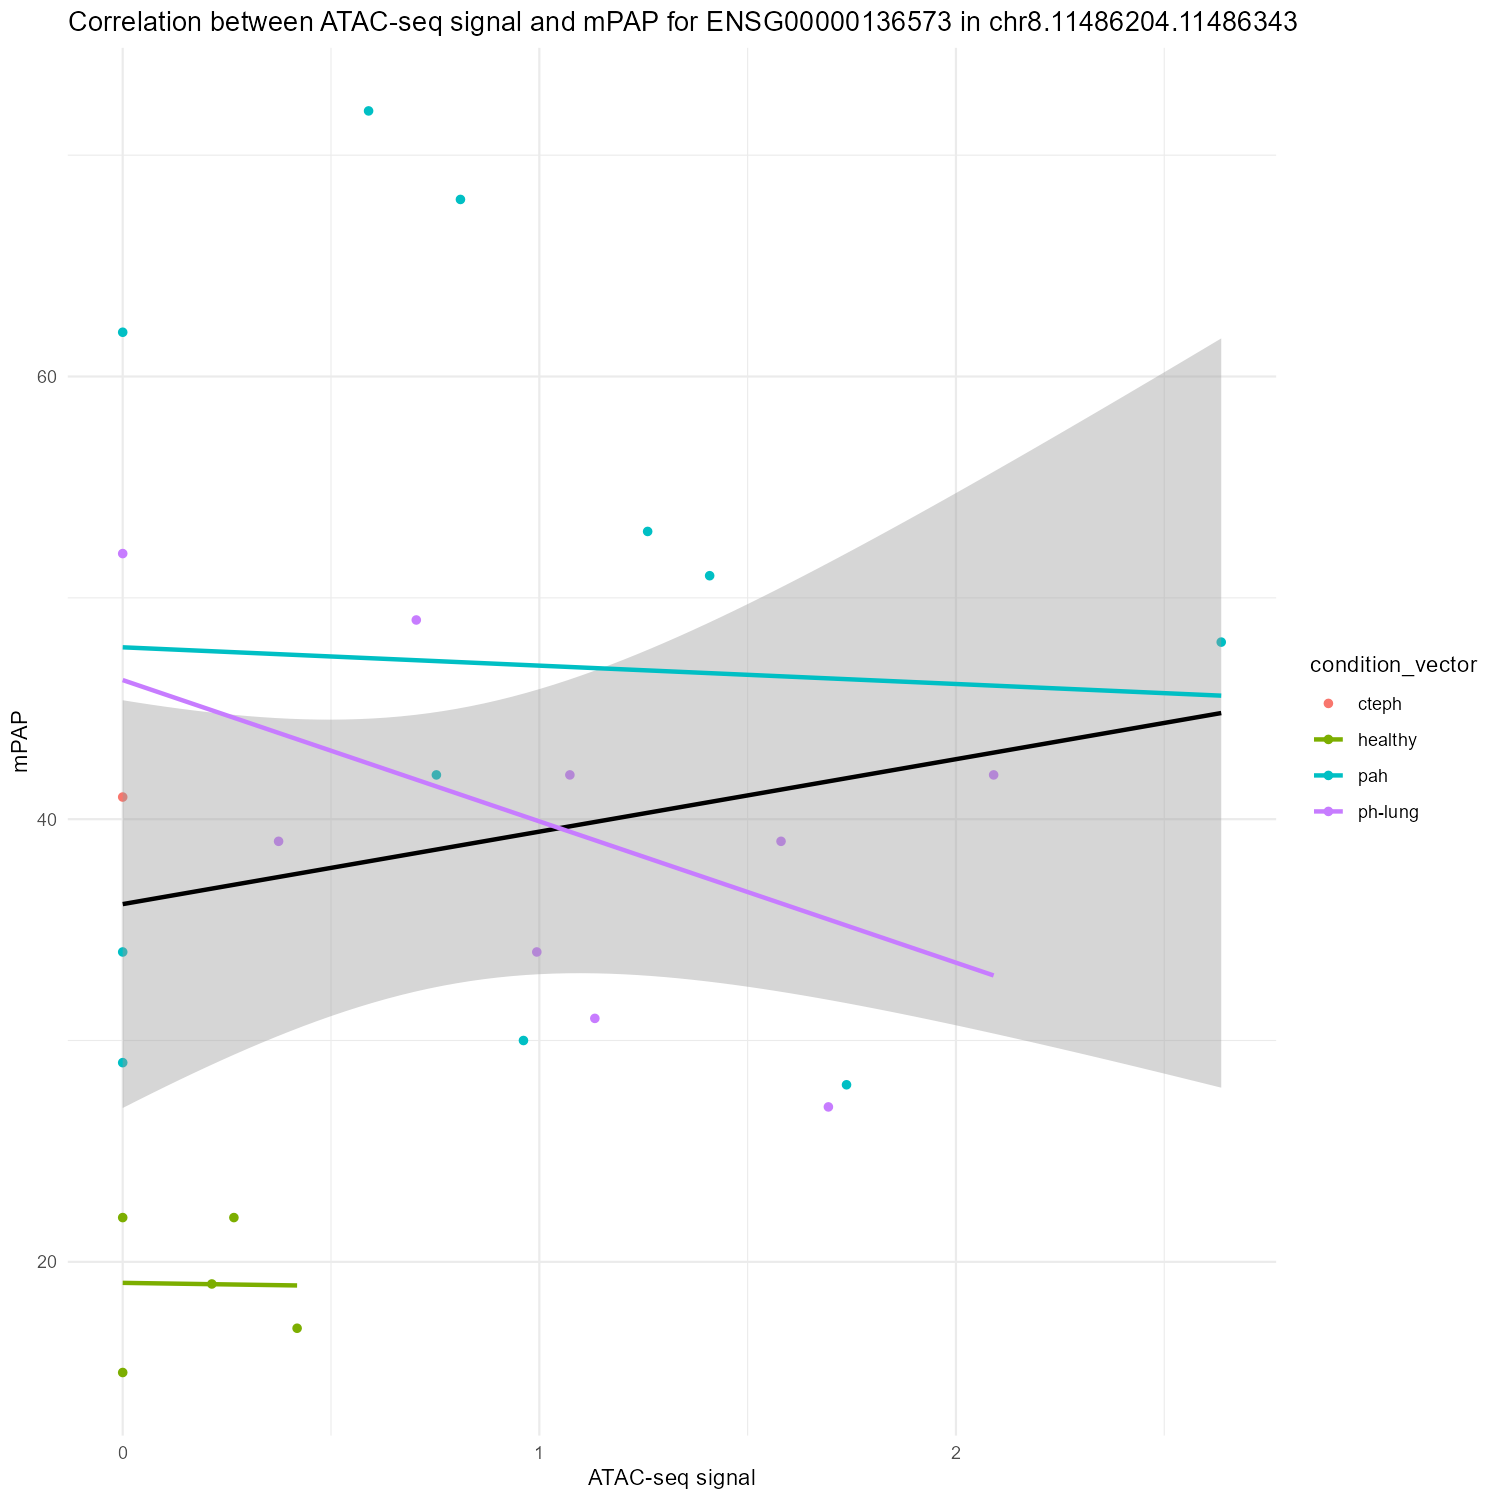 Correlation between ATAC-seq signal and mPAP for ENSG00000136573 in chr8.11486204.11486343
60
40
20
mPAP
0
1
2
ATAC-seq signal
condition_vector
cteph
healthy
pah
ph-lung